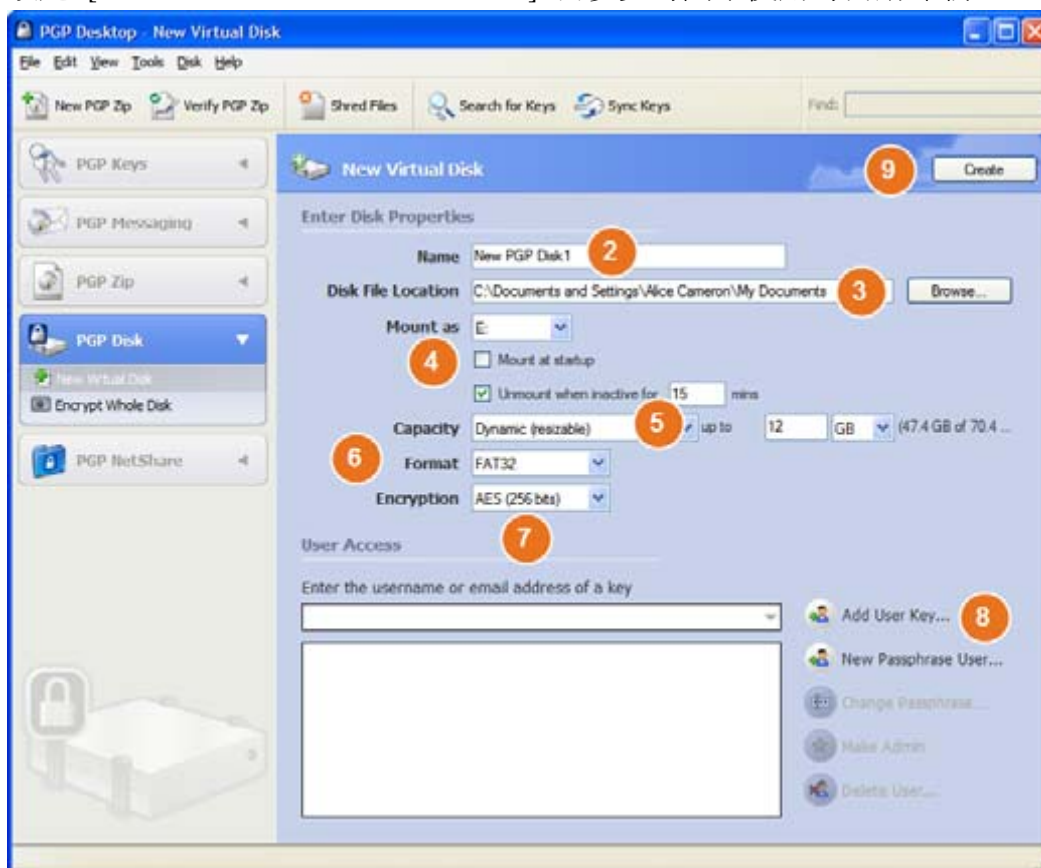 PGP Desktop - New Virtual Disk
File Edit View Tools Disk Help
New PGP Zip Verify PGP Zip Shred Files Search for Keys Sync Keys Find:
PGP Keys
New Virtual Disk 9 Create
PGP Messaging
Enter Disk Properties
Name New PGP Disk1 2
PGP Zip
Disk File Location C:\Documents and Settings\Alice Cameron\My Documents 3 Browse...
PGP Disk
Mount as E:
4 Mount at startup
New Virtual Disk
Unmount when inactive for 15 mins
Encrypt Whole Disk
Capacity Dynamic (resizable) 5 up to 12 GB (47.4 GB of 70.4 ...
PGP NetShare
6 Format FAT32
Encryption AES (256 bits)
7
User Access
Enter the username or email address of a key
Add User Key... 8
New Passphrase User...
Change Passphrase...
Make Admin
Delete User...